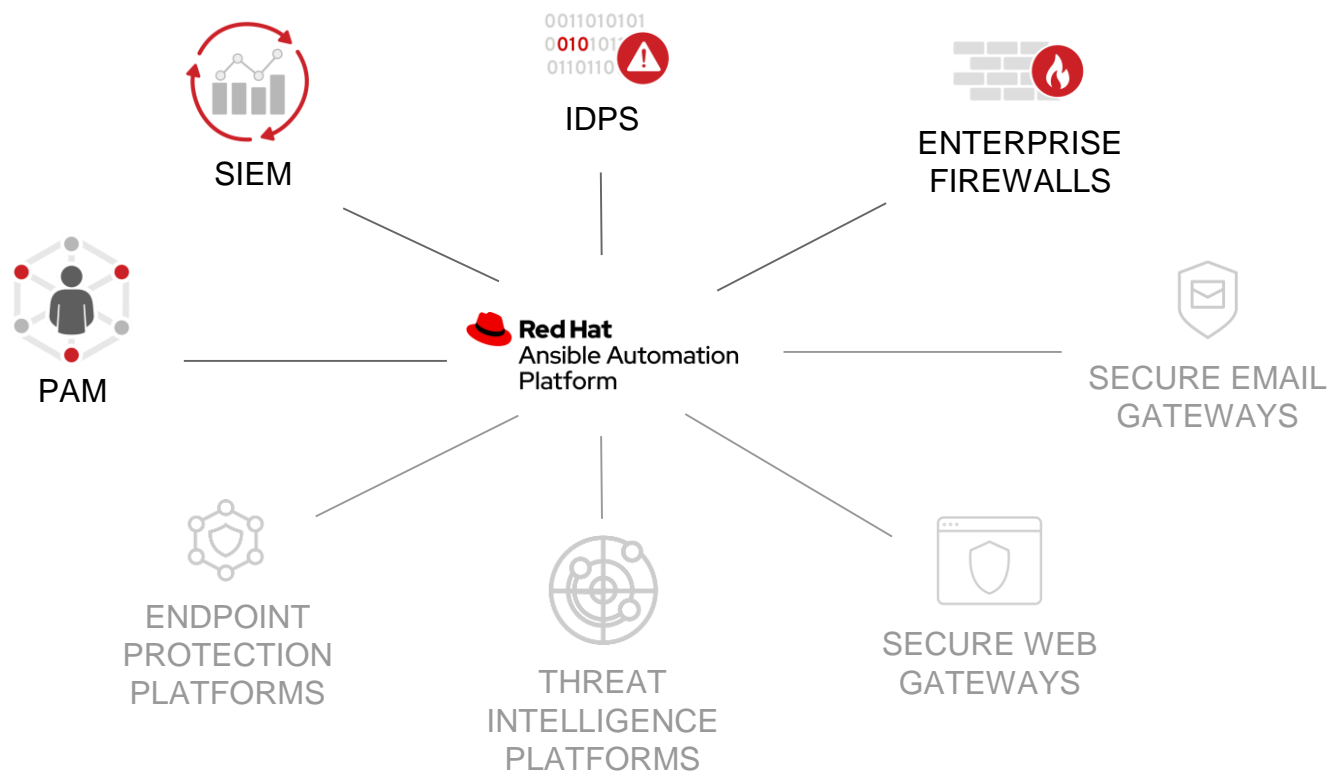 0011010101
00101011
0110110
IDPS
SIEM
ENTERPRISE
FIREWALLS
PAM
Red Hat
Ansible Automation
Platform
SECURE EMAIL
GATEWAYS
ENDPOINT
PROTECTION
PLATFORMS
THREAT
INTELLIGENCE
PLATFORMS
SECURE WEB
GATEWAYS